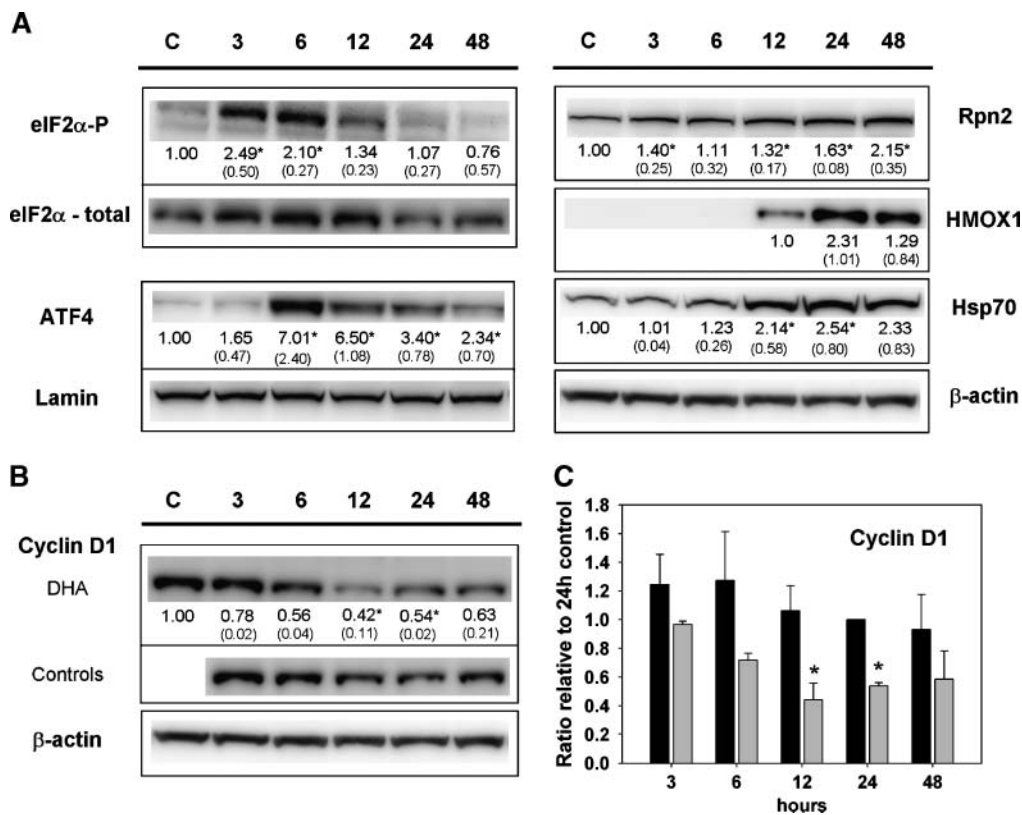 A
C 3 6 12 24 48
eIF2α-P
1.00 2.49* 2.10* 1.34 1.07 0.76
(0.50) (0.27) (0.23) (0.27) (0.57)
eIF2α - total
ATF4
1.00 1.65 7.01* 6.50* 3.40* 2.34*
(0.47) (2.40) (1.08) (0.78) (0.70)
Lamin
C 3 6 12 24 48
Rpn2
1.00 1.40* 1.11 1.32* 1.63* 2.15*
(0.25) (0.32) (0.17) (0.08) (0.35)
HMOX1
1.0 2.31 1.29
(1.01) (0.84)
Hsp70
1.00 1.01 1.23 2.14* 2.54* 2.33
(0.04) (0.26) (0.58) (0.80) (0.83)
β-actin
B
C 3 6 12 24 48
Cyclin D1
DHA
1.00 0.78 0.56 0.42* 0.54* 0.63
(0.02) (0.04) (0.11) (0.02) (0.21)
Controls
β-actin
C
Cyclin D1
Ratio relative to 24h control
1.8
1.6
1.4
1.2
1.0
0.8
0.6
0.4
0.2
0.0
* *
3 6 12 24 48
hours